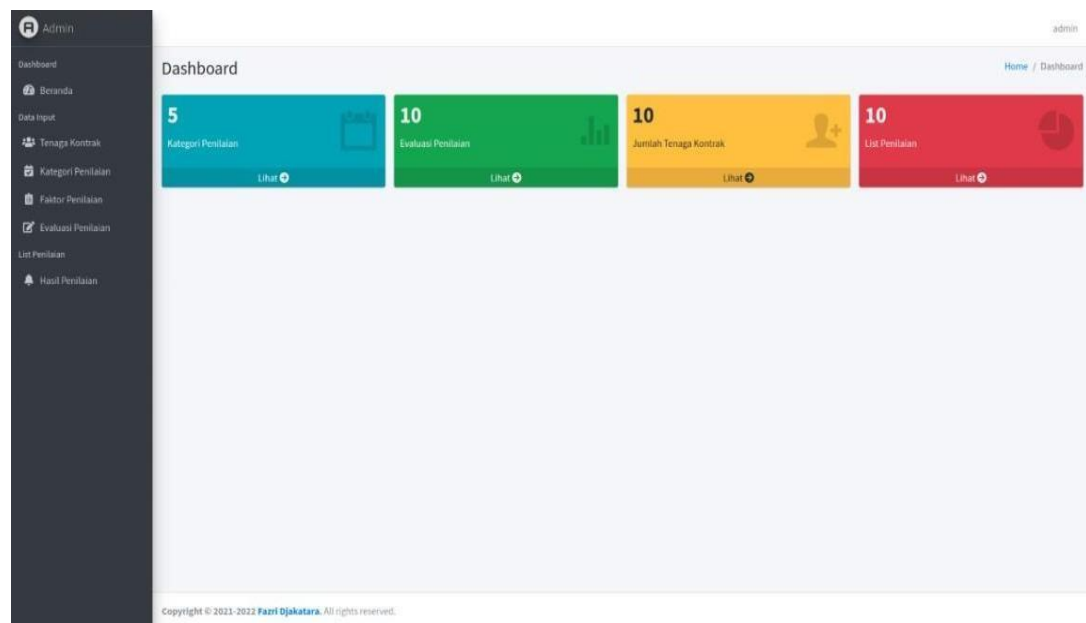 Admin
admin
Dashboard
Beranda
Data Input
Tenaga Kontrak
Kategori Penilaian
Faktor Penilaian
Evaluasi Penilaian
List Penilaian
Hasil Penilaian
Dashboard
Home / Dashboard
5
Kategori Penilaian
Lihat
10
Evaluasi Penilaian
Lihat
10
Jumlah Tenaga Kontrak
Lihat
10
List Penilaian
Lihat
Copyright © 2021-2022 Fazri Djakatara. All rights reserved.